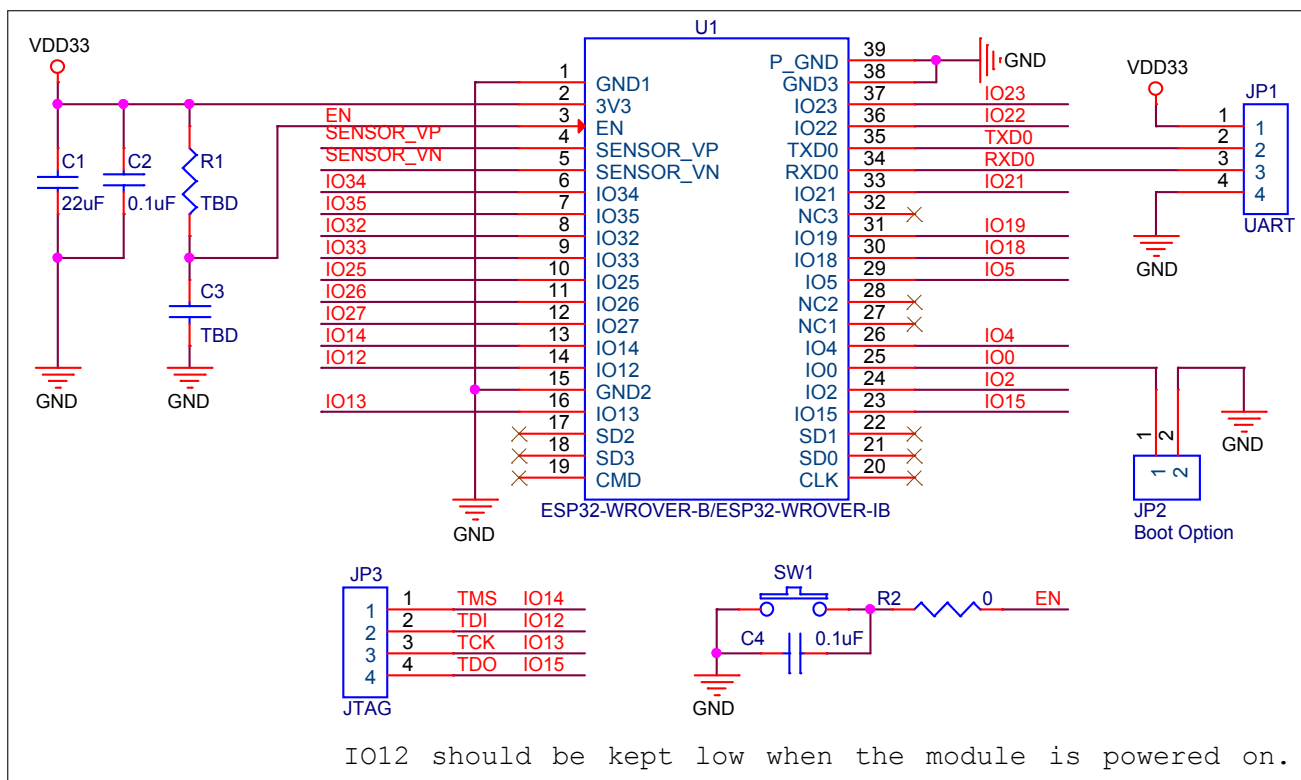 U1
VDD33
C1
22uF
C2
0.1uF
R1
TBD
C3
TBD
GND
GND
EN
SENSOR_VP
SENSOR_VN
IO34
IO35
IO32
IO33
IO25
IO26
IO27
IO14
IO12
IO13
1 GND1
2 3V3
3 EN
4 SENSOR_VP
5 SENSOR_VN
6 IO34
7 IO35
8 IO32
9 IO33
10 IO25
11 IO26
12 IO27
13 IO14
14 IO12
15 GND2
16 IO13
17 SD2
18 SD3
19 CMD
GND
P_GND 39
GND3 38
IO23 37
IO22 36
TXD0 35
RXD0 34
IO21 33
NC3 32
IO19 31
IO18 30
IO5 29
NC2 28
NC1 27
IO4 26
IO0 25
IO2 24
IO15 23
SD1 22
SD0 21
CLK 20
ESP32-WROVER-B/ESP32-WROVER-IB
GND
IO23
IO22
TXD0
RXD0
IO21
IO19
IO18
IO5
IO4
IO0
IO2
IO15
VDD33
JP1
1 1
2 2
3 3
4 4
UART
GND
1 2
1 2
JP2
Boot Option
GND
JP3
1 1 TMS IO14
2 2 TDI IO12
3 3 TCK IO13
4 4 TDO IO15
JTAG
SW1
R2 0 EN
C4 0.1uF
GND
IO12 should be kept low when the module is powered on.